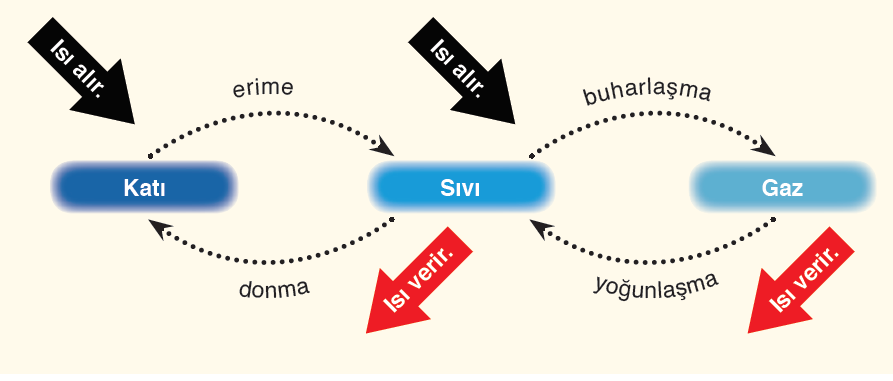 Isı alır.
Isı alır.
erime
buharlaşma
Katı
Sıvı
Gaz
donma
Isı verir.
yoğunlaşma
Isı verir.